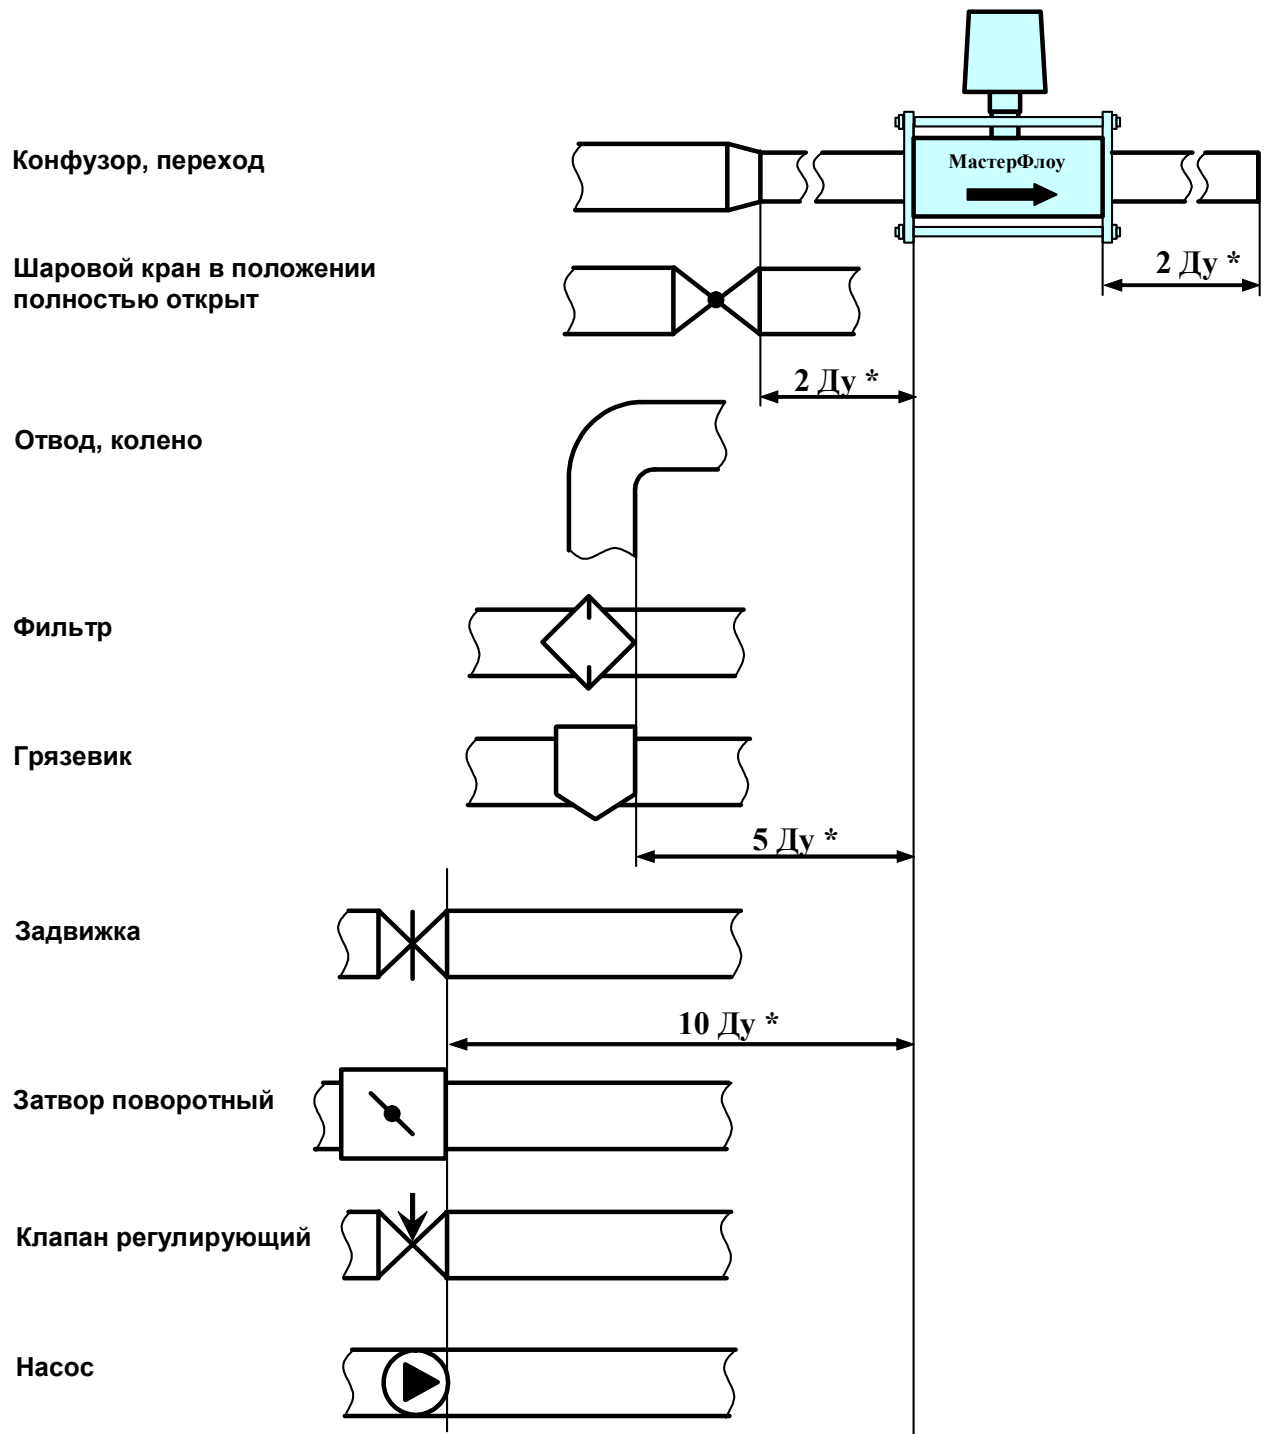 Конфузор, переход
МастерФлоу
Шаровой кран в положении
полностью открыт
2 Ду *
2 Ду *
Отвод, колено
Фильтр
Грязевик
5 Ду *
Задвижка
10 Ду *
Затвор поворотный
Клапан регулирующий
Насос